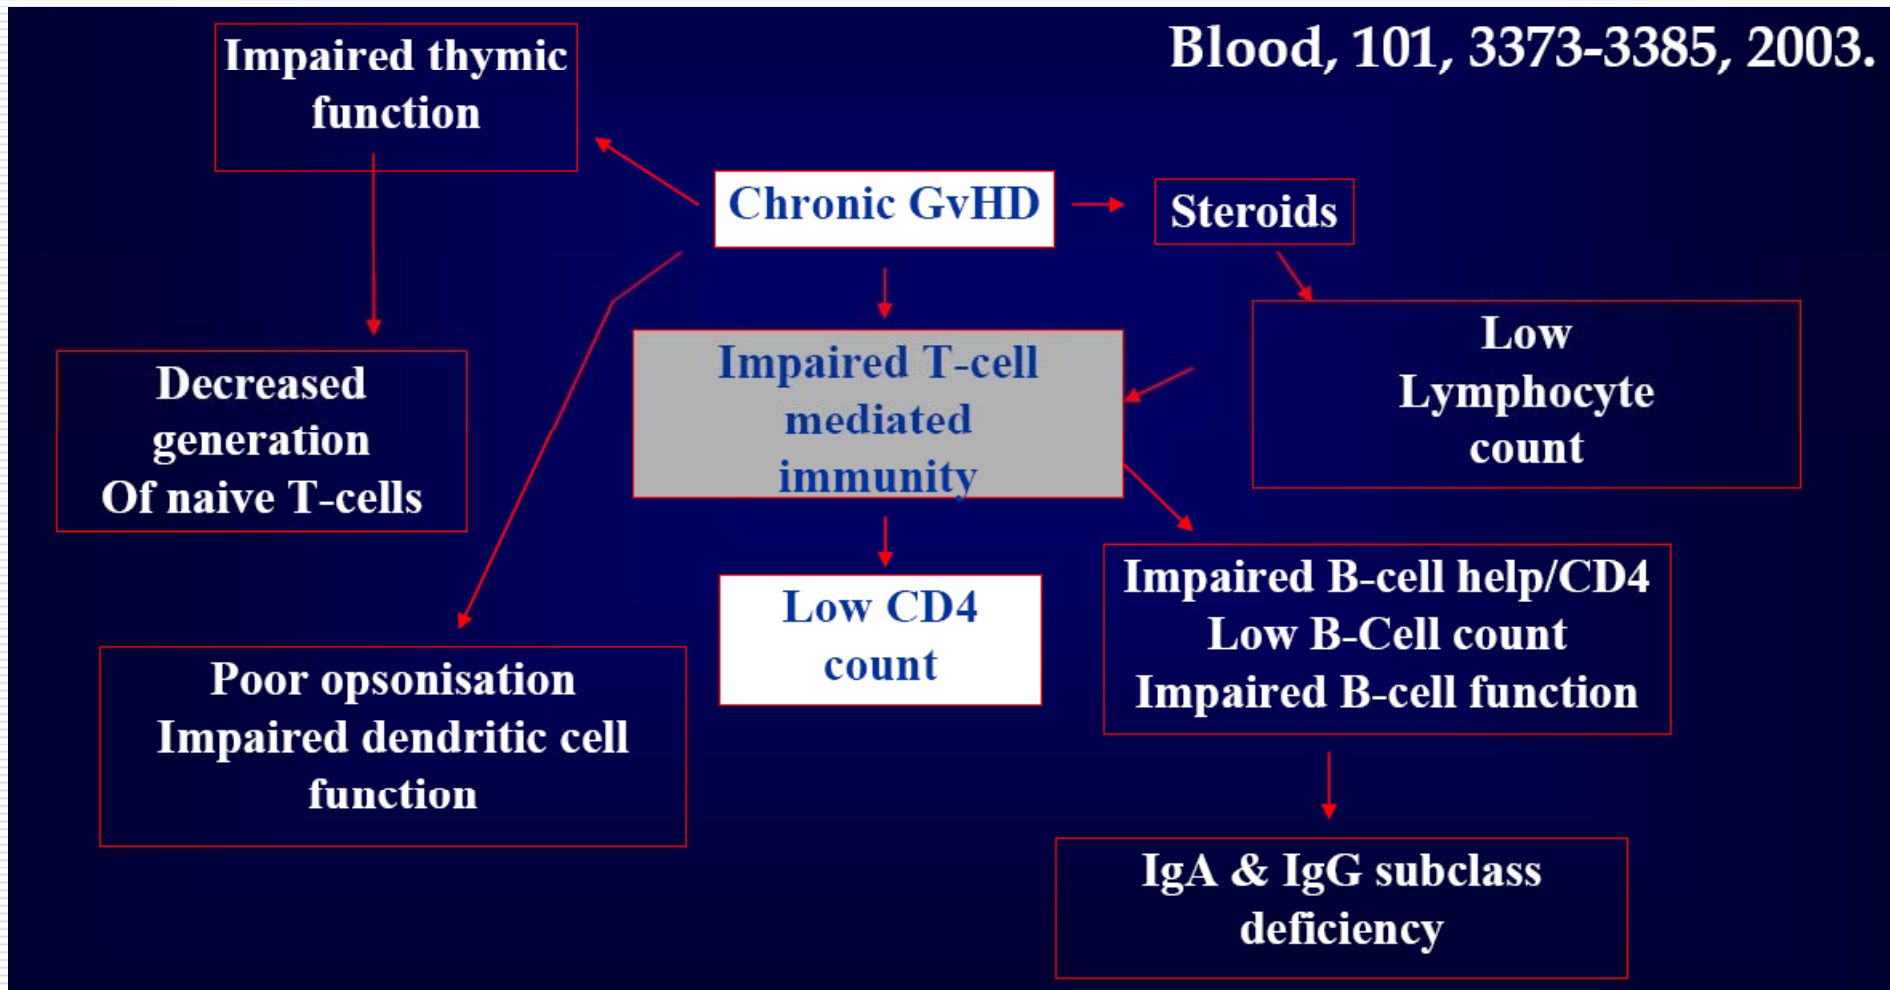 Blood, 101, 3373-3385, 2003.
Impaired thymic
function
Chronic GvHD
Steroids
Low
Lymphocyte
count
Impaired T-cell
mediated
immunity
Decreased
generation
Of naive T-cells
Low CD4
count
Impaired B-cell help/CD4
Low B-Cell count
Impaired B-cell function
Poor opsonisation
Impaired dendritic cell
function
IgA & IgG subclass
deficiency